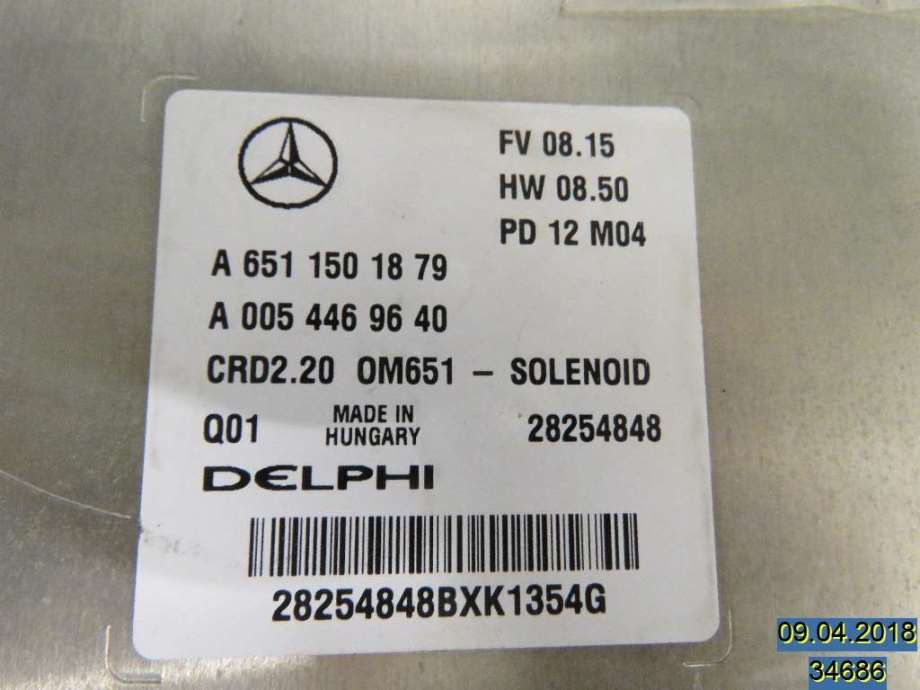 FV 08.15
HW 08.50
PD 12 M04
A 651 150 18 79
A 005 446 96 40
CRD2.20 OM651 - SOLENOID
Q01 MADE IN HUNGARY 28254848
DELPHI
28254848BXK1354G
09.04.2018
34686